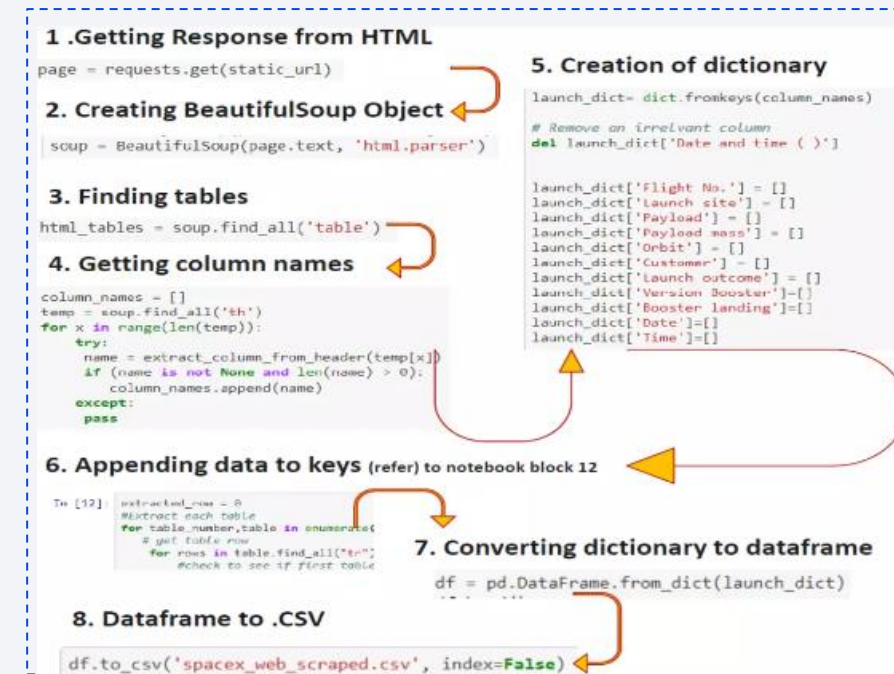 1 .Getting Response from HTML
page = requests.get(static_url)
2. Creating BeautifulSoup Object
soup = BeautifulSoup(page.text, 'html.parser')
3. Finding tables
html_tables = soup.find_all('table')
4. Getting column names
column_names = []
temp = soup.find_all('th')
for x in range(len(temp)):
try:
name = extract_column_from_header(temp[x])
if (name is not None and len(name) > 0):
column_names.append(name)
except:
pass
5. Creation of dictionary
launch_dict= dict.fromkeys(column_names)
# Remove an irrelvant column
del launch_dict['Date and time ( )']
launch_dict['Flight No.'] = []
launch_dict['Launch site'] = []
launch_dict['Payload'] = []
launch_dict['Payload mass'] = []
launch_dict['Orbit'] = []
launch_dict['Customer'] = []
launch_dict['Launch outcome'] = []
launch_dict['Version Booster']=[]
launch_dict['Booster landing']=[]
launch_dict['Date']=[]
launch_dict['Time']=[]
6. Appending data to keys (refer) to notebook block 12
In [12]: extracted_row = 0
#Extract each table
for table_number,table in enumerate(
# get table row
for rows in table.find_all("tr"
#check to see if first table
7. Converting dictionary to dataframe
df = pd.DataFrame.from_dict(launch_dict)
8. Dataframe to .CSV
df.to_csv('spacex_web_scraped.csv', index=False)